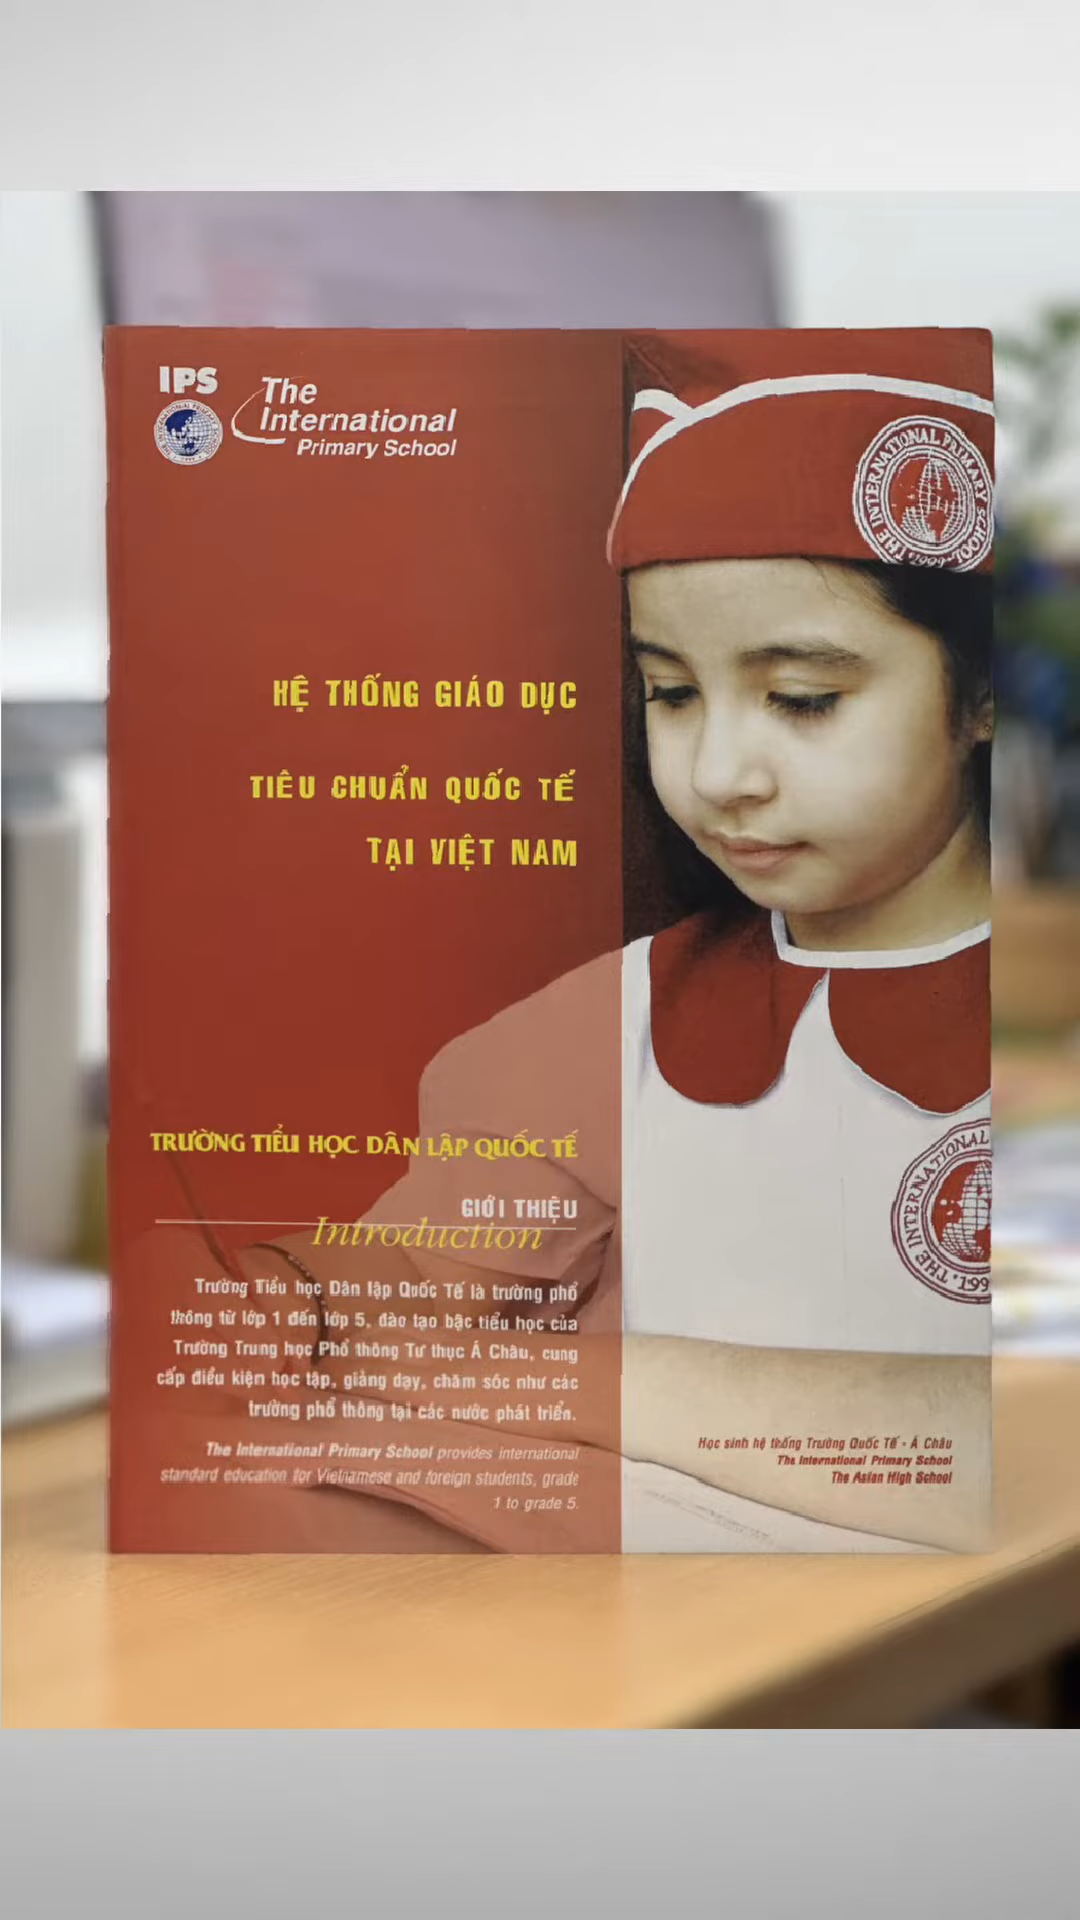 IPS
The
International
Primary School
THE INTERNATIONAL PRIMARY SCHOOL
1999
HỆ THỐNG GIÁO DỤC
TIÊU CHUẨN QUỐC TẾ
TẠI VIỆT NAM
TRƯỜNG TIỂU HỌC DÂN LẬP QUỐC TẾ
GIỚI THIỆU
Introduction
THE INTERNATIONAL
199
Trường Tiểu học Dân lập Quốc Tế là trường phổ
thông từ lớp 1 đến lớp 5, đào tạo bậc tiểu học của
Trường Trung học Phổ thông Tư thục Á Châu, cung
cấp điều kiện học tập, giảng dạy, chăm sóc như các
trường phổ thông tại các nước phát triển.
The International Primary School provides international
standard education for Vietnamese and foreign students, grade
1 to grade 5.
Học sinh hệ thống Trường Quốc Tế - Á Châu
The International Primary School
The Asian High School